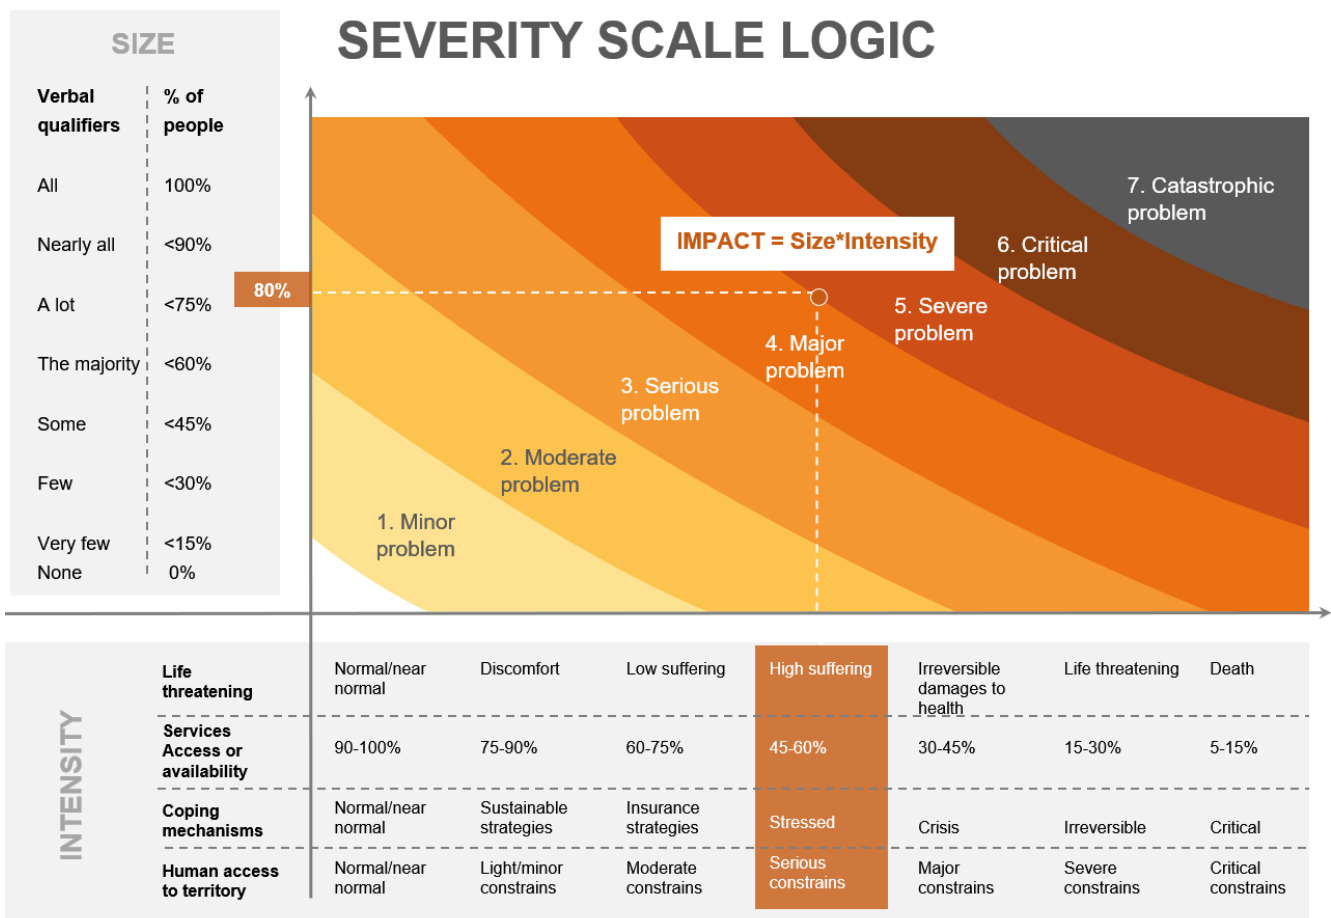 SEVERITY SCALE LOGIC
SIZE
Verbal qualifiers % of people
All 100%
Nearly all <90%
A lot <75%
The majority <60%
Some <45%
Few <30%
Very few <15%
None 0%
80%
IMPACT = Size*Intensity
7. Catastrophic
problem
6. Critical
problem
5. Severe
problem
4. Major
problem
3. Serious
problem
2. Moderate
problem
1. Minor
problem
INTENSITY
Life
threatening
Normal/near
normal
Discomfort
Low suffering
High suffering
Irreversible
damages to
health
Life threatening
Death
Services
Access or
availability
90-100%
75-90%
60-75%
45-60%
30-45%
15-30%
5-15%
Coping
mechanisms
Normal/near
normal
Sustainable
strategies
Insurance
strategies
Stressed
Crisis
Irreversible
Critical
Human access
to territory
Normal/near
normal
Light/minor
constrains
Moderate
constrains
Serious
constrains
Major
constrains
Severe
constrains
Critical
constrains